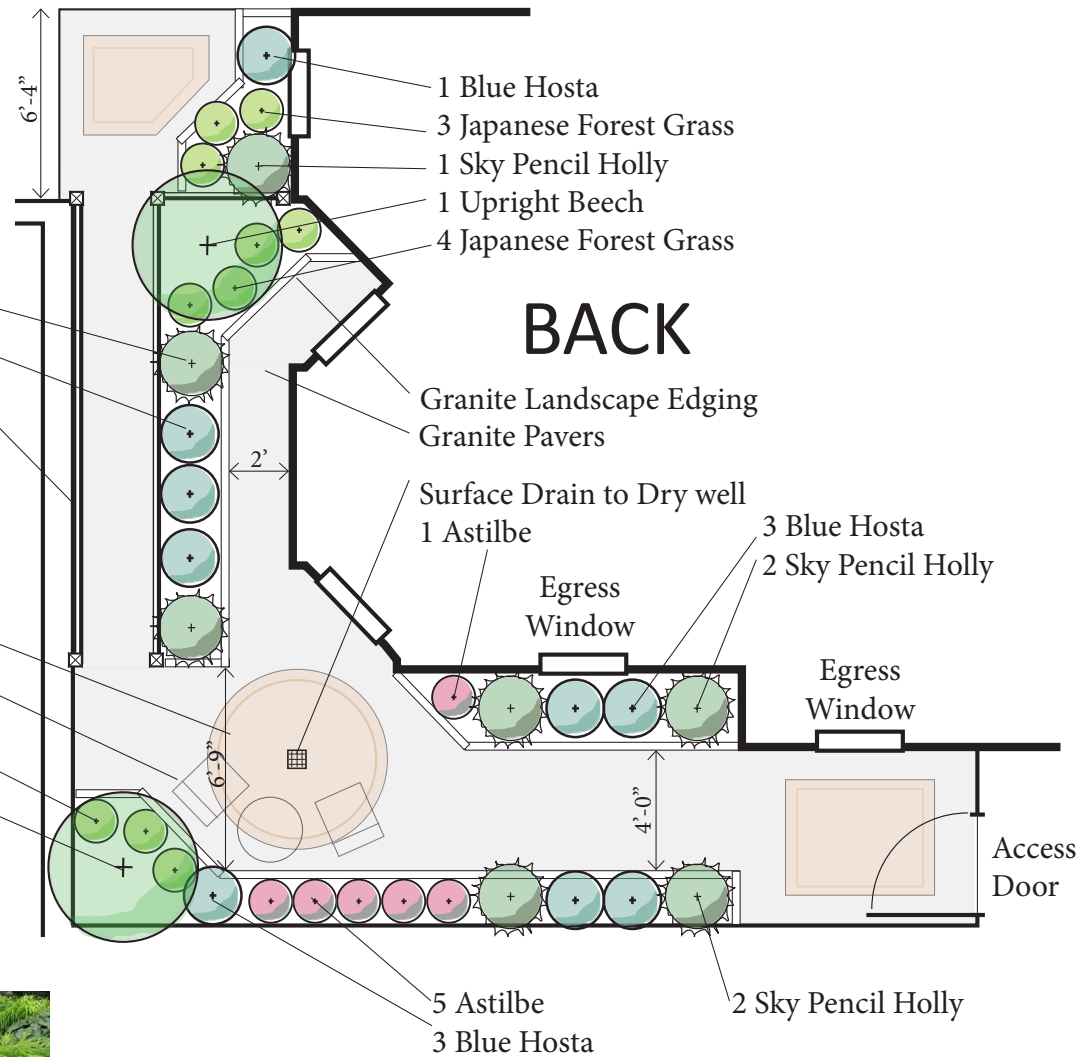 6'-4"
1 Blue Hosta
3 Japanese Forest Grass
1 Sky Pencil Holly
1 Upright Beech
4 Japanese Forest Grass
BACK
Granite Landscape Edging
Granite Pavers
2'
Surface Drain to Dry well
1 Astilbe
3 Blue Hosta
2 Sky Pencil Holly
Egress
Window
Egress
Window
6'-9"
4'-0"
Access
Door
5 Astilbe
3 Blue Hosta
2 Sky Pencil Holly